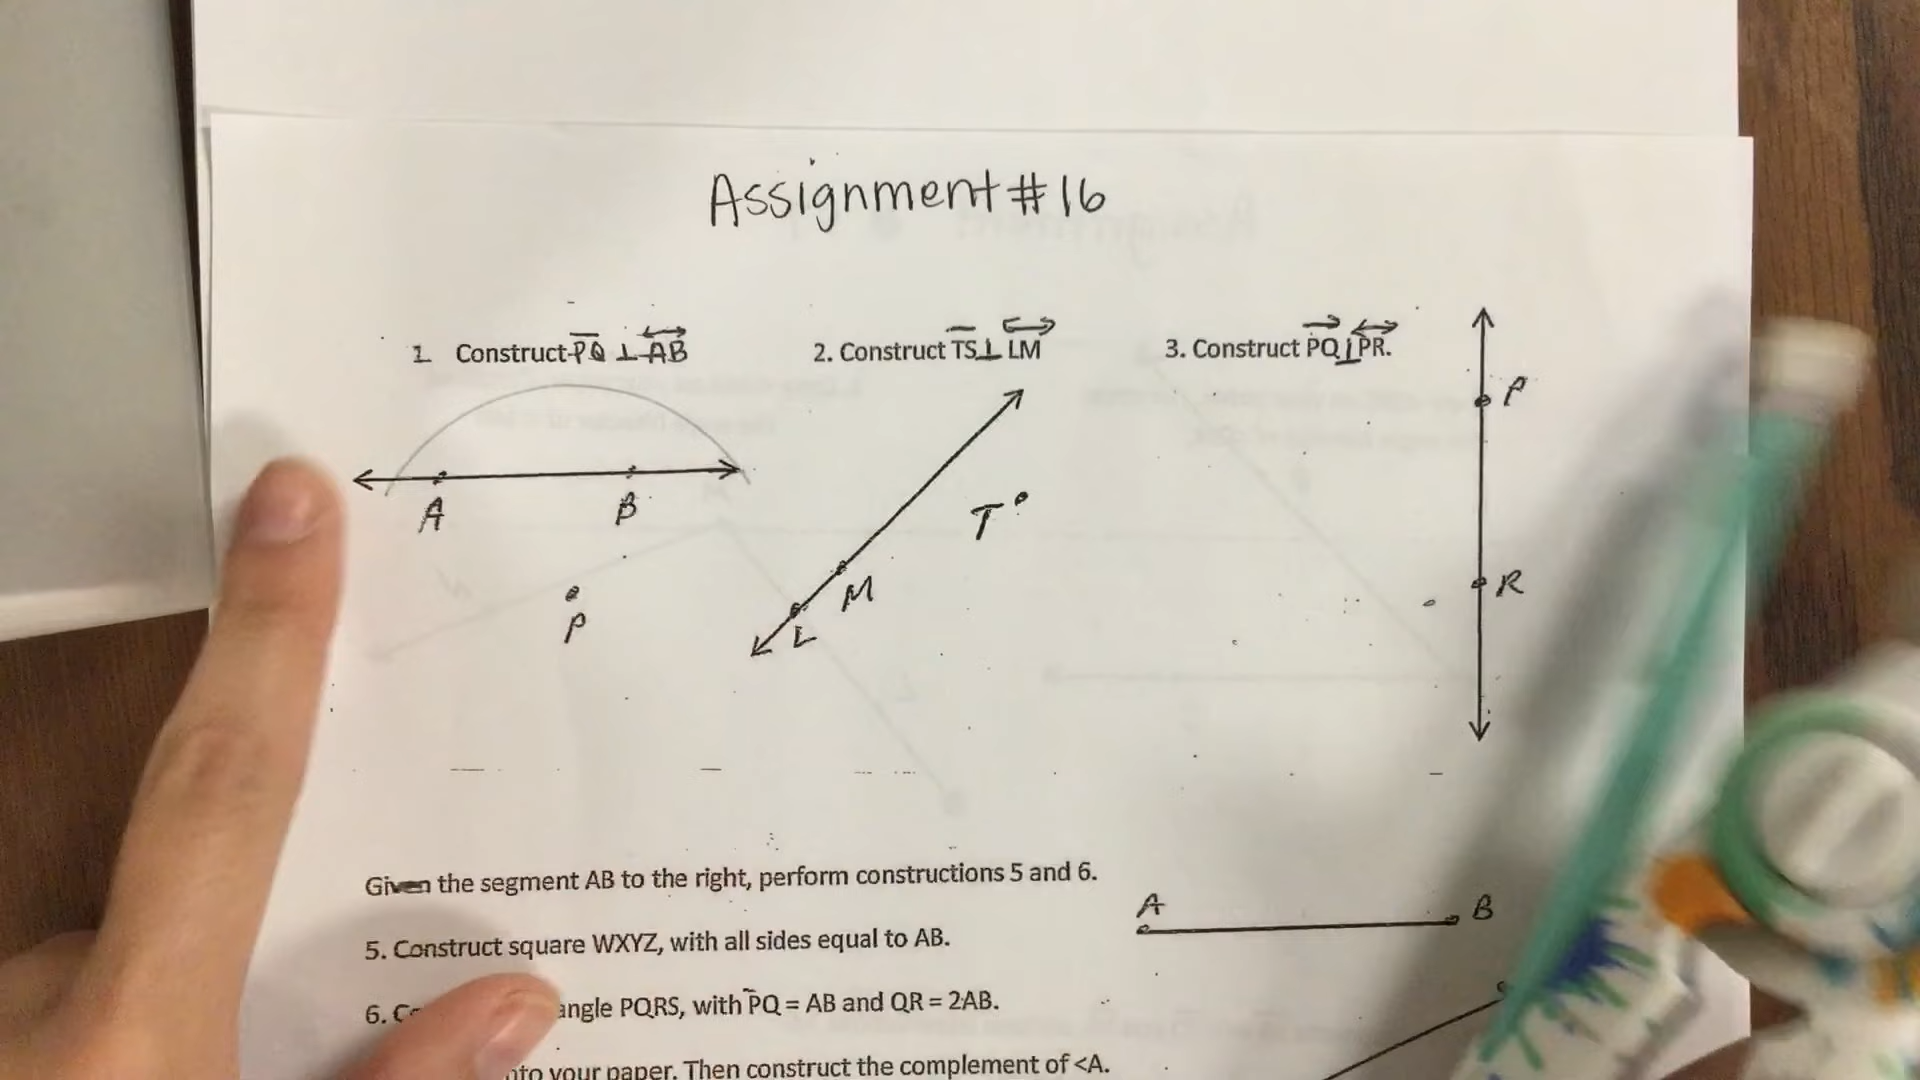 Assignment #16
1 Construct PQ ⊥ AB
2. Construct TS ⊥ LM
3. Construct PQ ⊥ PR.
A
B
P
T
M
L
P
R
Given the segment AB to the right, perform constructions 5 and 6.
A
B
5. Construct square WXYZ, with all sides equal to AB.
6. angle PQRS, with PQ = AB and QR = 2AB.
your paper. Then construct the complement of <A.